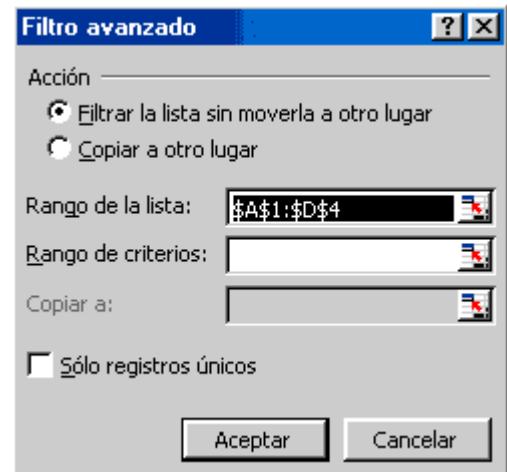 Filtro avanzado
Acción
Filtrar la lista sin moverla a otro lugar
Copiar a otro lugar
Rango de la lista: $A$1:$D$4
Rango de criterios:
Copiar a:
Sólo registros únicos
Aceptar Cancelar